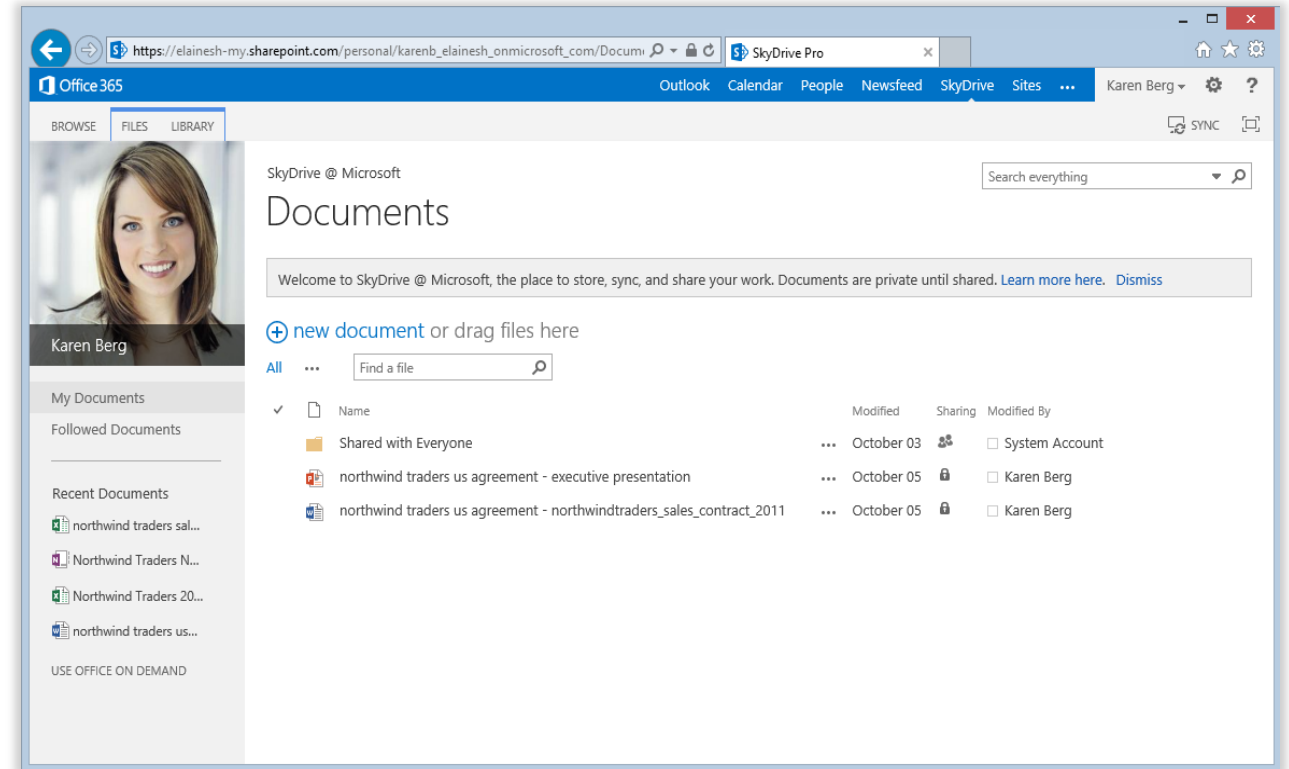 https://elainesh-my.sharepoint.com/personal/karenb_elainesh_onmicrosoft_com/Docum
SkyDrive Pro
Office 365
Outlook Calendar People Newsfeed SkyDrive Sites ... Karen Berg ?
BROWSE FILES LIBRARY
SYNC
SkyDrive @ Microsoft
Search everything
Documents
Welcome to SkyDrive @ Microsoft, the place to store, sync, and share your work. Documents are private until shared. Learn more here. Dismiss
new document or drag files here
Karen Berg
All ... Find a file
My Documents
Followed Documents
Name Modified Sharing Modified By
Shared with Everyone ... October 03 System Account
northwind traders us agreement - executive presentation ... October 05 Karen Berg
northwind traders us agreement - northwindtraders_sales_contract_2011 ... October 05 Karen Berg
Recent Documents
northwind traders sal...
Northwind Traders N...
Northwind Traders 20...
northwind traders us...
USE OFFICE ON DEMAND